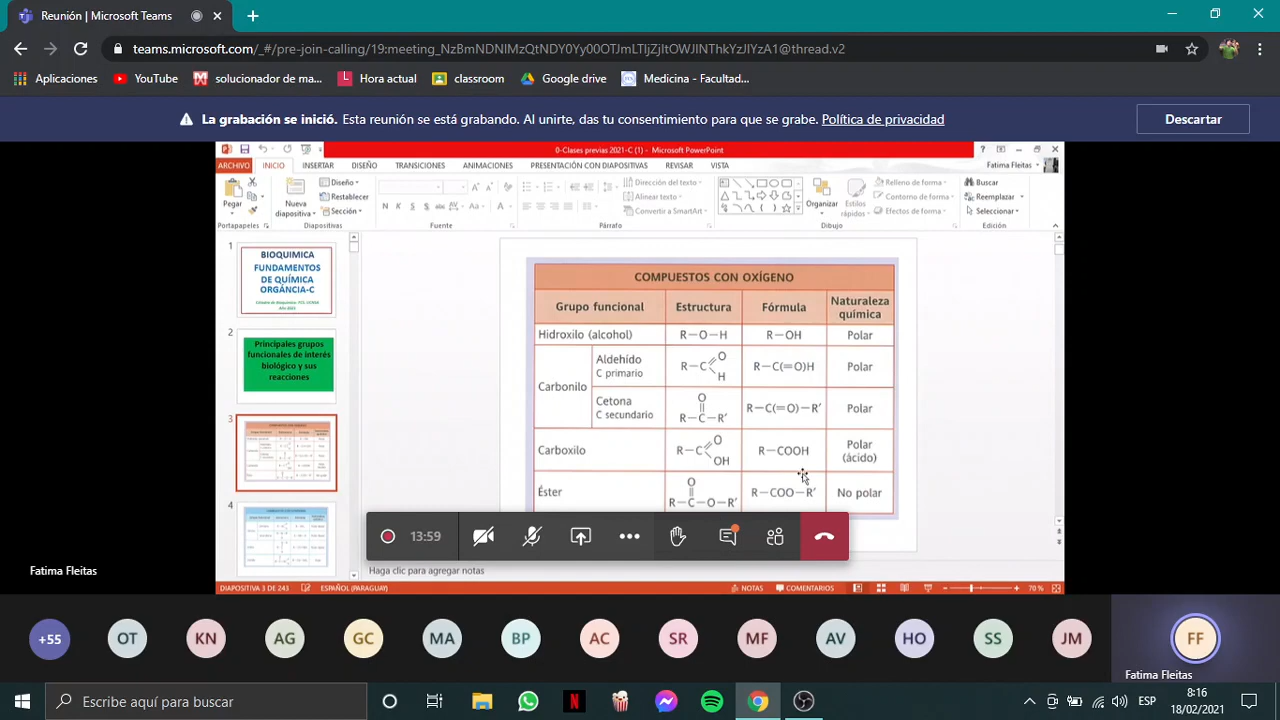 Reunión | Microsoft Teams
teams.microsoft.com/_#/pre-join-calling/19:meeting_NzBmNDNlMzQtNDY0Yy00OTJmLTljZjItOWJlNThkYzJlYzA1@thread.v2
Aplicaciones YouTube solucionador de ma... Hora actual classroom Google drive Medicina - Facultad...
La grabación se inició. Esta reunión se está grabando. Al unirte, das tu consentimiento para que se grabe. Política de privacidad Descartar
0-Clases previas 2021-C (1) - Microsoft PowerPoint
ARCHIVO INICIO INSERTAR DISEÑO TRANSICIONES ANIMACIONES PRESENTACIÓN CON DIAPOSITIVAS REVISAR VISTA Fatima Fleitas
Pegar
Nueva diapositiva
Diseño
Restablecer
Sección
Dirección del texto
Alinear texto
Convertir a SmartArt
Organizar
Estilos rápidos
Relleno de forma
Contorno de forma
Efectos de forma
Buscar
Reemplazar
Seleccionar
Portapapeles Diapositivas Fuente Párrafo Dibujo Edición
1
BIOQUIMICA
FUNDAMENTOS
DE QUÍMICA
ORGÁNCIA-C
2
Principales grupos
funcionales de interés
biológico y sus
reacciones
3
4
COMPUESTOS CON OXÍGENO
Grupo funcional Estructura Fórmula Naturaleza química
Hidroxilo (alcohol) R—O—H R—OH Polar
Carbonilo
Aldehído
C primario
R—C O H
R—C(=O)H Polar
Cetona
C secundario
O
R—C—R'
R—C(=O)—R' Polar
Carboxilo
R—C O OH
R—COOH
Polar
(ácido)
Éster
O
R—C—O—R'
R—COO—R' No polar
13:59
Fatima Fleitas
Haga clic para agregar notas
DIAPOSITIVA 3 DE 243 ESPAÑOL (PARAGUAY) NOTAS COMENTARIOS 70 %
+55 OT KN AG GC MA BP AC SR MF AV HO SS JM FF
Fatima Fleitas
Escribe aquí para buscar
ESP
8:16
18/02/2021